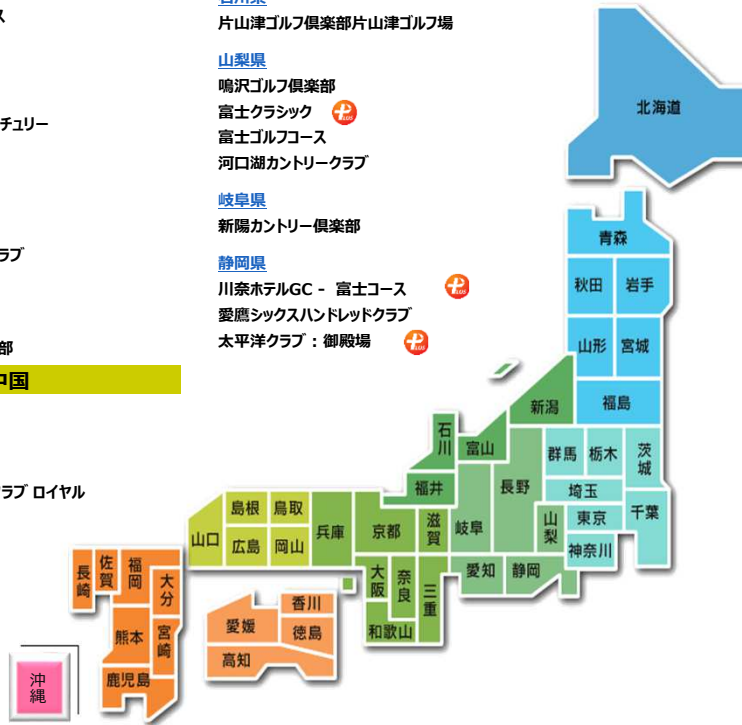 ス
チュリー
ラブ
部
中国
ラブ ロイヤル
石川県
片山津ゴルフ倶楽部片山津ゴルフ場
山梨県
鳴沢ゴルフ倶楽部
富士クラシック PLUS
富士ゴルフコース
河口湖カントリークラブ
岐阜県
新陽カントリー倶楽部
静岡県
川奈ホテルGC - 富士コース PLUS
愛鷹シックスハンドレッドクラブ
太平洋クラブ：御殿場 PLUS
北海道
青森
秋田 岩手
山形 宮城
新潟 福島
石川 富山
群馬 栃木 茨城
福井 長野 埼玉
島根 鳥取 兵庫 京都 滋賀 岐阜 山梨 東京 千葉
山口 広島 岡山 神奈川
長崎 佐賀 福岡 大分 大阪 奈良 三重 愛知 静岡
香川
愛媛 徳島 和歌山
熊本 宮崎
高知
鹿児島
沖縄